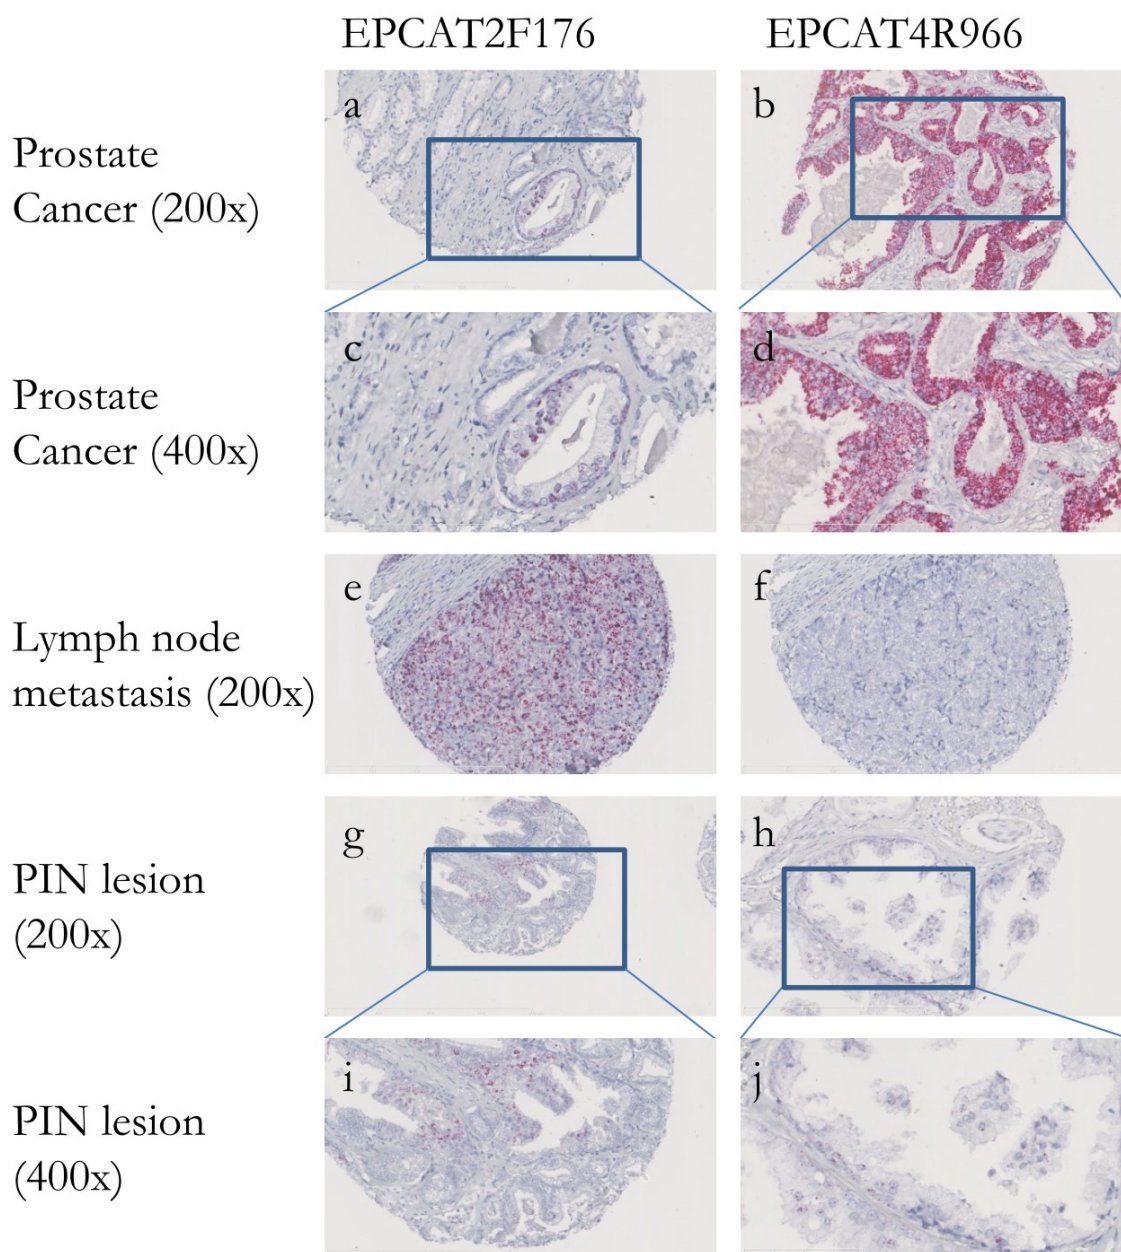 EPCAT2F176 EPCAT4R966
a b
Prostate
Cancer (200x)
c d
Prostate
Cancer (400x)
e f
Lymph node
metastasis (200x)
g h
PIN lesion
(200x)
i j
PIN lesion
(400x)